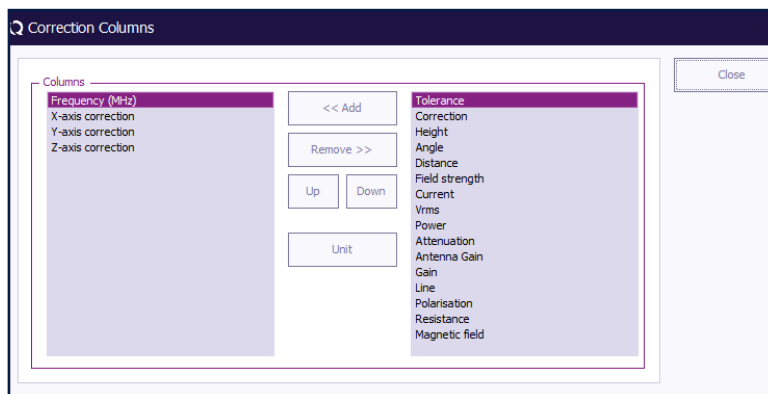 Correction Columns
Close
Columns
Frequency (MHz)
X-axis correction
Y-axis correction
Z-axis correction
<< Add
Remove >>
Up
Down
Unit
Tolerance
Correction
Height
Angle
Distance
Field strength
Current
Vrms
Power
Attenuation
Antenna Gain
Gain
Line
Polarisation
Resistance
Magnetic field